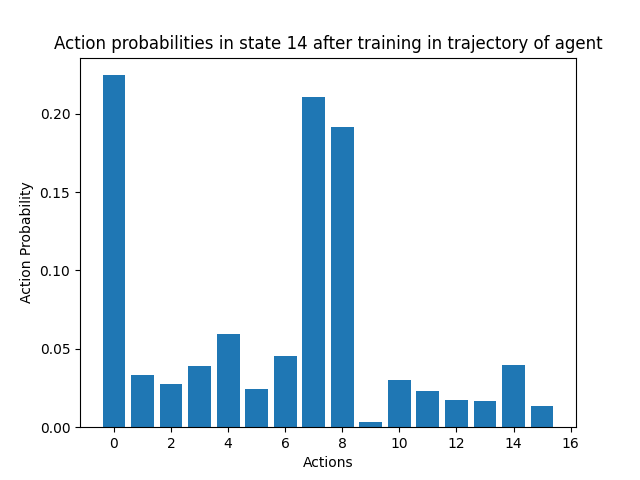 Action probabilities in state 14 after training in trajectory of agent
0.20
0.15
0.10
0.05
0.00
Action Probability
0 2 4 6 8 10 12 14 16
Actions